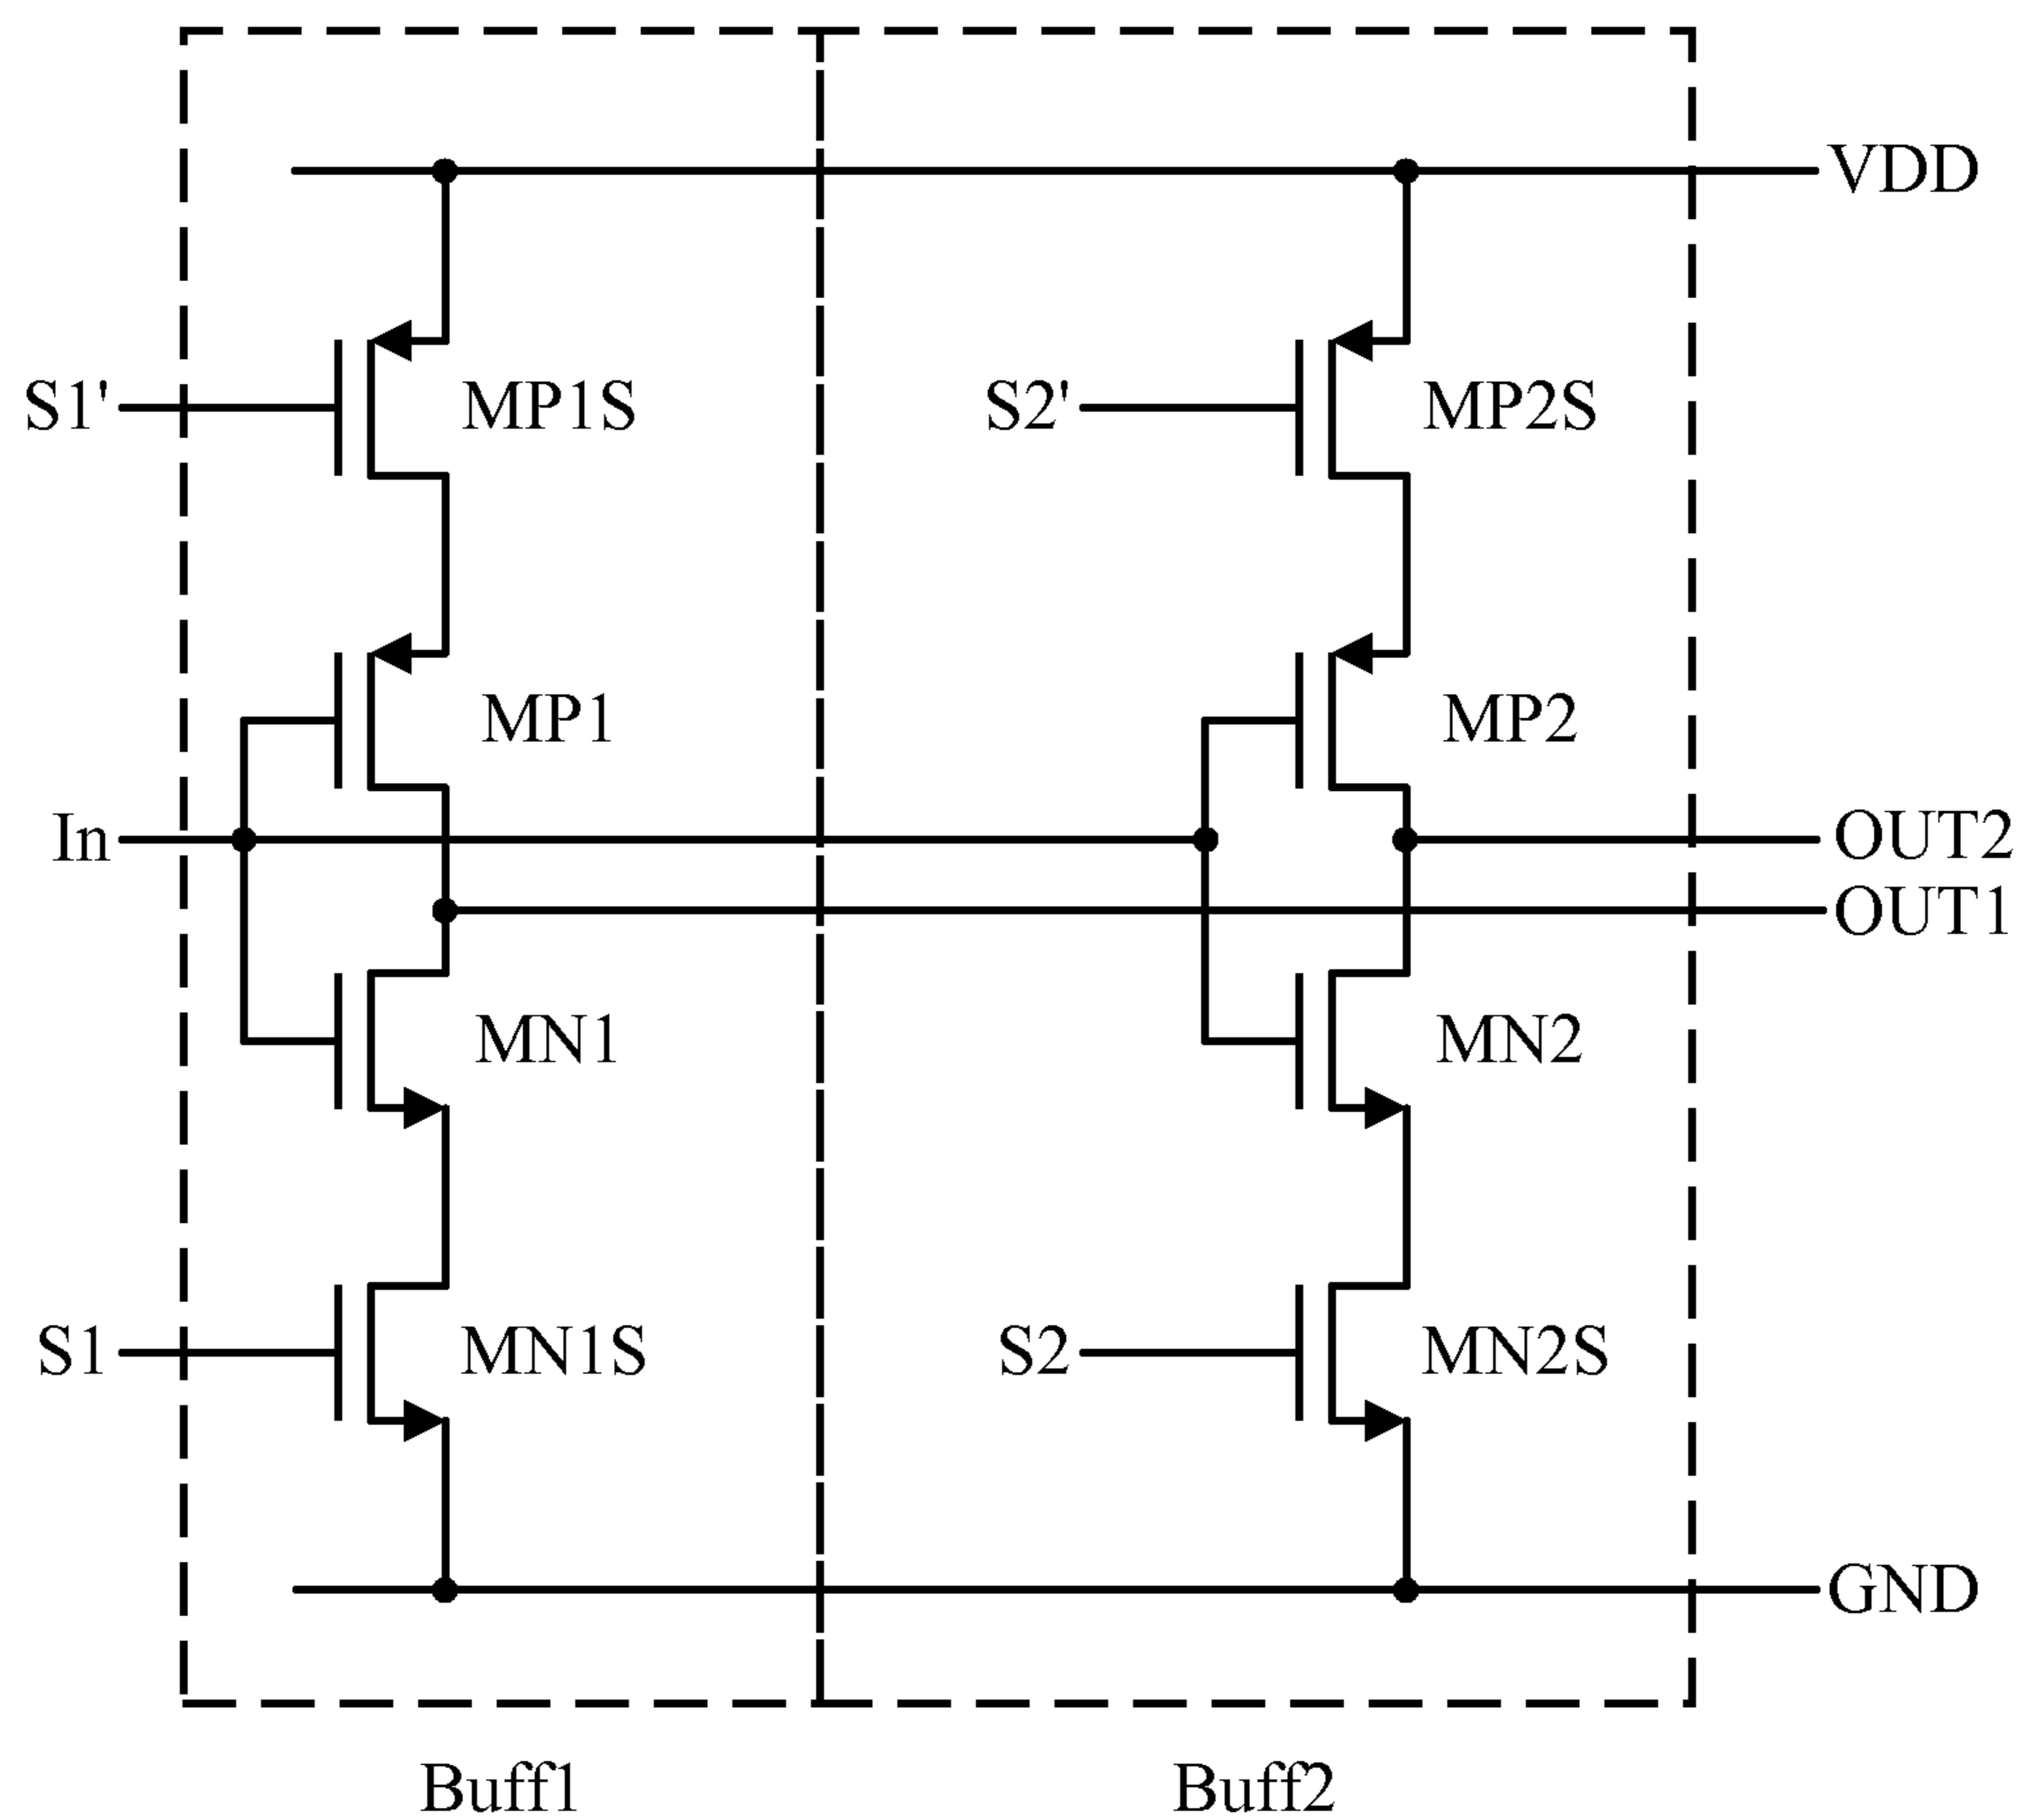 VDD
S1'
MP1S
S2'
MP2S
MP1
MP2
In
OUT2
OUT1
MN1
MN2
S1
MN1S
S2
MN2S
GND
Buff1
Buff2